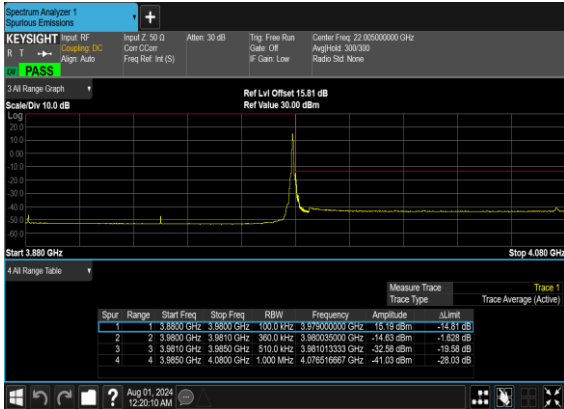 Spectrum Analyzer 1
Spurious Emissions
+
KEYSIGHT Input: RF Input Z: 50 Ω Atten: 30 dB Trig: Free Run Center Freq: 22.005000000 GHz
R T Coupling: DC Corr CCorr Gate: Off Avg|Hold: 300/300
Align: Auto Freq Ref: Int (S) IF Gain: Low Radio Std: None
PASS
3 All Range Graph
Ref Lvl Offset 15.81 dB
Scale/Div 10.0 dB Ref Value 30.00 dBm
Log
20.0
10.0
0.00
-10.0
-20.0
-30.0
-40.0
-50.0
-60.0
Start 3.880 GHz Stop 4.080 GHz
4 All Range Table
Measure Trace Trace 1
Trace Type Trace Average (Active)
Spur Range Start Freq Stop Freq RBW Frequency Amplitude ΔLimit
1 1 3.8800 GHz 3.9800 GHz 100.0 kHz 3.979000000 GHz 15.19 dBm -14.81 dB
2 2 3.9800 GHz 3.9810 GHz 360.0 kHz 3.980035000 GHz -14.63 dBm -1.628 dB
3 3 3.9810 GHz 3.9850 GHz 510.0 kHz 3.981013333 GHz -32.58 dBm -19.58 dB
4 4 3.9850 GHz 4.0800 GHz 1.000 MHz 4.076516667 GHz -41.03 dBm -28.03 dB
? Aug 01, 2024
12:20:10 AM